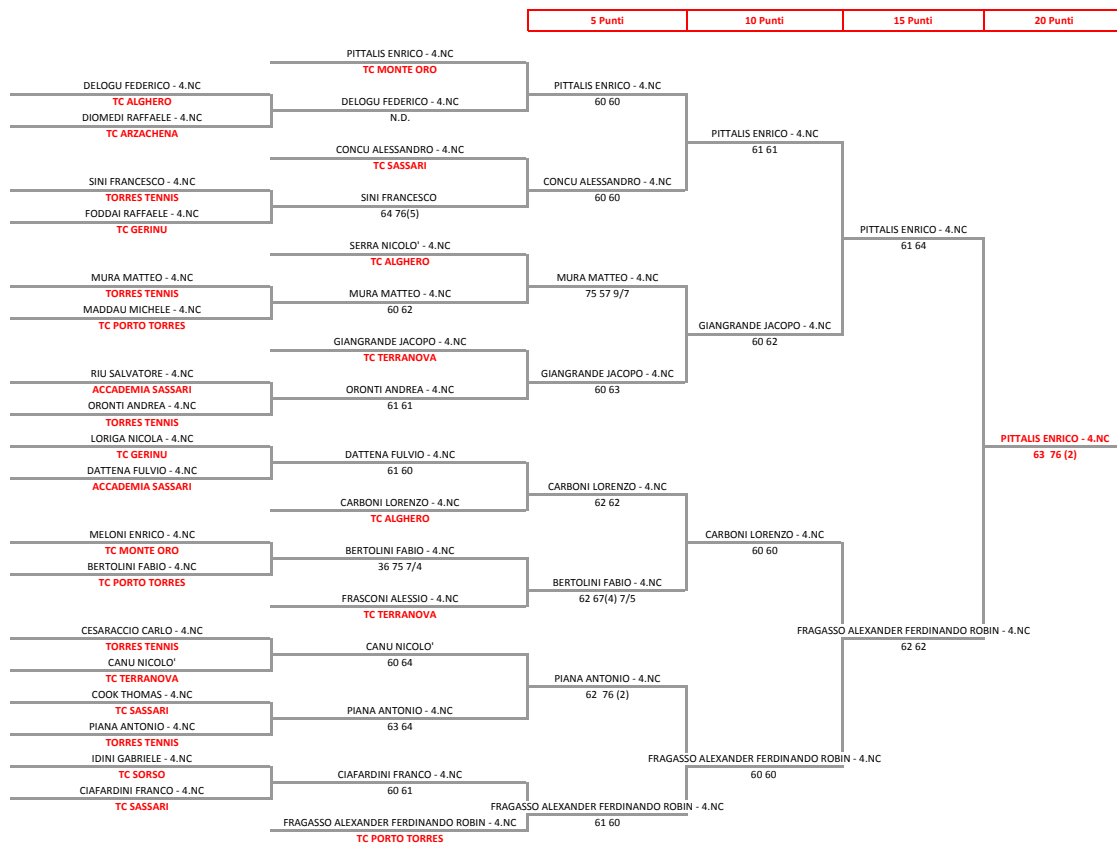 5 Punti 10 Punti 15 Punti 20 Punti
PITTALIS ENRICO - 4.NC
TC MONTE ORO
DELOGU FEDERICO - 4.NC PITTALIS ENRICO - 4.NC
TC ALGHERO DELOGU FEDERICO - 4.NC 60 60
DIOMEDI RAFFAELE - 4.NC N.D.
TC ARZACHENA PITTALIS ENRICO - 4.NC
CONCU ALESSANDRO - 4.NC 61 61
TC SASSARI
SINI FRANCESCO - 4.NC CONCU ALESSANDRO - 4.NC
TORRES TENNIS SINI FRANCESCO 60 60
FODDAI RAFFAELE - 4.NC 64 76(5)
TC GERINU PITTALIS ENRICO - 4.NC
SERRA NICOLO' - 4.NC 61 64
TC ALGHERO
MURA MATTEO - 4.NC MURA MATTEO - 4.NC
TORRES TENNIS MURA MATTEO - 4.NC 75 57 9/7
MADDAU MICHELE - 4.NC 60 62
TC PORTO TORRES GIANGRANDE JACOPO - 4.NC
GIANGRANDE JACOPO - 4.NC 60 62
TC TERRANOVA
RIU SALVATORE - 4.NC GIANGRANDE JACOPO - 4.NC
ACCADEMIA SASSARI ORONTI ANDREA - 4.NC 60 63
ORONTI ANDREA - 4.NC 61 61
TORRES TENNIS
LORIGA NICOLA - 4.NC PITTALIS ENRICO - 4.NC
TC GERINU DATTENA FULVIO - 4.NC 63 76 (2)
DATTENA FULVIO - 4.NC 61 60
ACCADEMIA SASSARI CARBONI LORENZO - 4.NC
CARBONI LORENZO - 4.NC 62 62
TC ALGHERO
MELONI ENRICO - 4.NC CARBONI LORENZO - 4.NC
TC MONTE ORO BERTOLINI FABIO - 4.NC 60 60
BERTOLINI FABIO - 4.NC 36 75 7/4
TC PORTO TORRES BERTOLINI FABIO - 4.NC
FRASCONI ALESSIO - 4.NC 62 67(4) 7/5
TC TERRANOVA
CESARACCIO CARLO - 4.NC FRAGASSO ALEXANDER FERDINANDO ROBIN - 4.NC
TORRES TENNIS CANU NICOLO' 62 62
CANU NICOLO' 60 64
TC TERRANOVA PIANA ANTONIO - 4.NC
COOK THOMAS - 4.NC 62 76 (2)
TC SASSARI PIANA ANTONIO - 4.NC
PIANA ANTONIO - 4.NC 63 64
TORRES TENNIS
IDINI GABRIELE - 4.NC FRAGASSO ALEXANDER FERDINANDO ROBIN - 4.NC
TC SORSO CIAFARDINI FRANCO - 4.NC 60 60
CIAFARDINI FRANCO - 4.NC 60 61
TC SASSARI FRAGASSO ALEXANDER FERDINANDO ROBIN - 4.NC
FRAGASSO ALEXANDER FERDINANDO ROBIN - 4.NC 61 60
TC PORTO TORRES